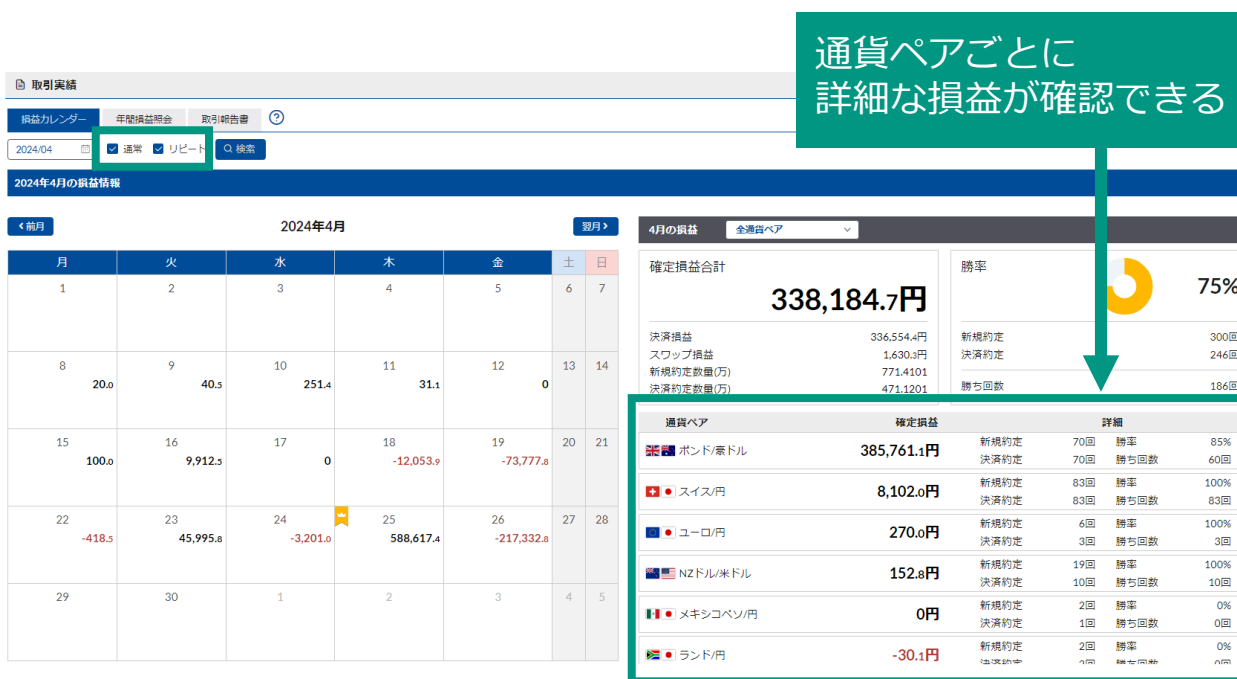 通貨ペアごとに
詳細な損益が確認できる
取引実績
損益カレンダー 年間損益照会 取引報告書 ?
2024/04 通常 リピート 検索
2024年4月の損益情報
前月 2024年4月 翌月
月 火 水 木 金 土 日
1 2 3 4 5 6 7
8 9 10 11 12 13 14
20.0 40.5 251.4 31.1 0
15 16 17 18 19 20 21
100.0 9,912.5 0 -12,053.9 -73,777.8
22 23 24 25 26 27 28
-418.5 45,995.8 -3,201.0 588,617.4 -217,332.8
29 30 1 2 3 4 5
4月の損益 全通貨ペア
確定損益合計
338,184.7円
決済損益 336,554.4円
スワップ損益 1,630.3円
新規約定数量(万) 771.4101
決済約定数量(万) 471.1201
勝率 75%
新規約定 300回
決済約定 246回
勝ち回数 186回
通貨ペア 確定損益 詳細
ポンド/豪ドル 385,761.1円 新規約定 70回 勝率 85%
決済約定 70回 勝ち回数 60回
スイス/円 8,102.0円 新規約定 83回 勝率 100%
決済約定 83回 勝ち回数 83回
ユーロ/円 270.0円 新規約定 6回 勝率 100%
決済約定 3回 勝ち回数 3回
NZドル/米ドル 152.8円 新規約定 19回 勝率 100%
決済約定 10回 勝ち回数 10回
メキシコペソ/円 0円 新規約定 2回 勝率 0%
決済約定 1回 勝ち回数 0回
ランド/円 -30.1円 新規約定 2回 勝率 0%
決済約定 2回 勝ち回数 0回